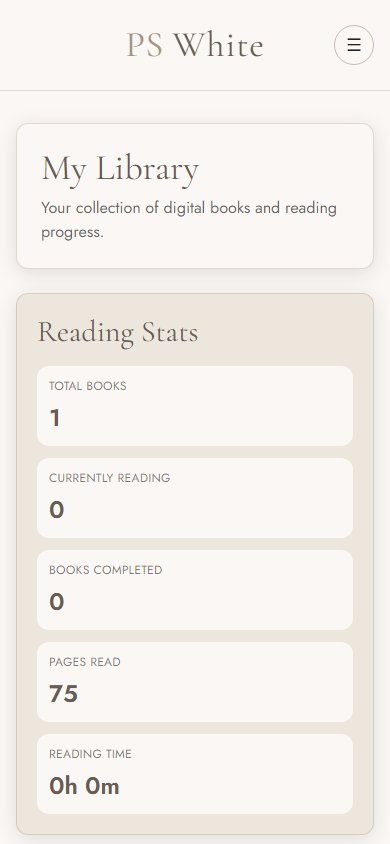 PS White
☰
My Library
Your collection of digital books and reading
progress.
Reading Stats
TOTAL BOOKS
1
CURRENTLY READING
0
BOOKS COMPLETED
0
PAGES READ
75
READING TIME
0h 0m